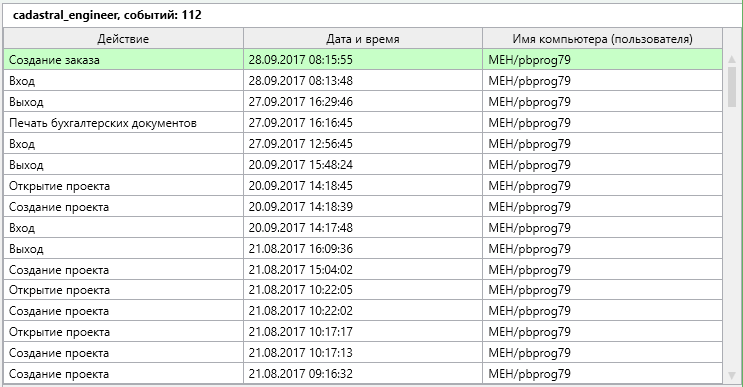 cadastral_engineer, событий: 112
Действие Дата и время Имя компьютера (пользователя)
Создание заказа 28.09.2017 08:15:55 MEH/pbprog79
Вход 28.09.2017 08:13:48 MEH/pbprog79
Выход 27.09.2017 16:29:46 MEH/pbprog79
Печать бухгалтерских документов 27.09.2017 16:16:45 MEH/pbprog79
Вход 27.09.2017 12:56:45 MEH/pbprog79
Выход 20.09.2017 15:48:24 MEH/pbprog79
Открытие проекта 20.09.2017 14:18:45 MEH/pbprog79
Создание проекта 20.09.2017 14:18:39 MEH/pbprog79
Вход 20.09.2017 14:17:48 MEH/pbprog79
Выход 21.08.2017 16:09:36 MEH/pbprog79
Создание проекта 21.08.2017 15:04:02 MEH/pbprog79
Открытие проекта 21.08.2017 10:22:05 MEH/pbprog79
Создание проекта 21.08.2017 10:22:02 MEH/pbprog79
Открытие проекта 21.08.2017 10:17:17 MEH/pbprog79
Создание проекта 21.08.2017 10:17:13 MEH/pbprog79
Создание проекта 21.08.2017 09:16:32 MEH/pbprog79